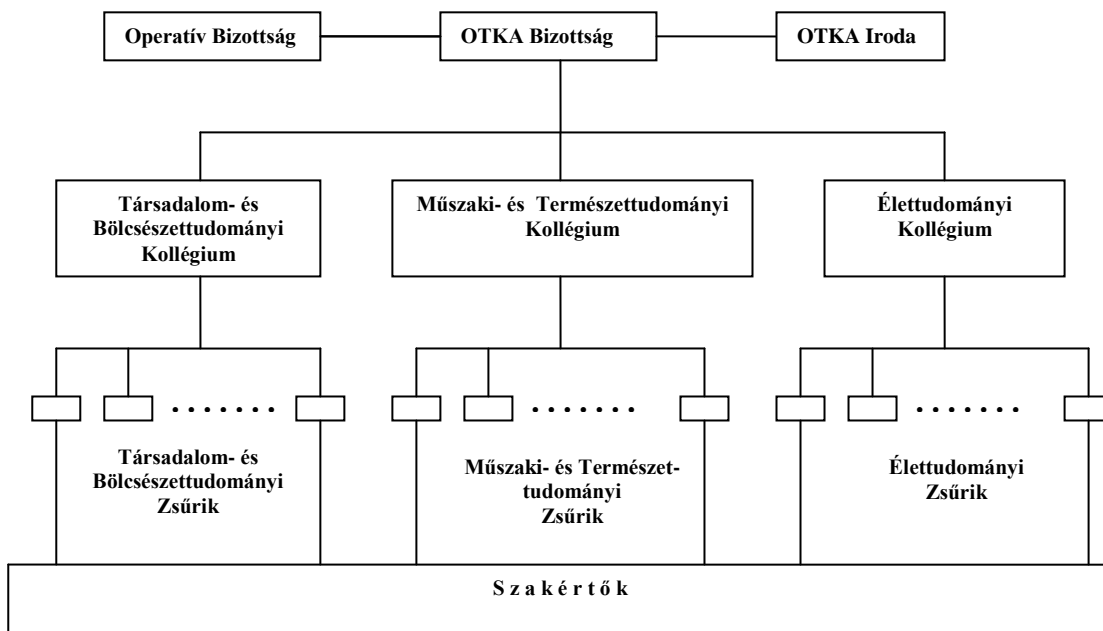 Operatív Bizottság
OTKA Bizottság
OTKA Iroda
Társadalom- és
Bölcsészettudományi
Kollégium
Műszaki- és Természettudományi
Kollégium
Élettudományi
Kollégium
Társadalom- és
Bölcsészettudományi
Zsűrik
Műszaki- és Természet-
tudományi
Zsűrik
Élettudományi
Zsűrik
S z a k é r t ő k